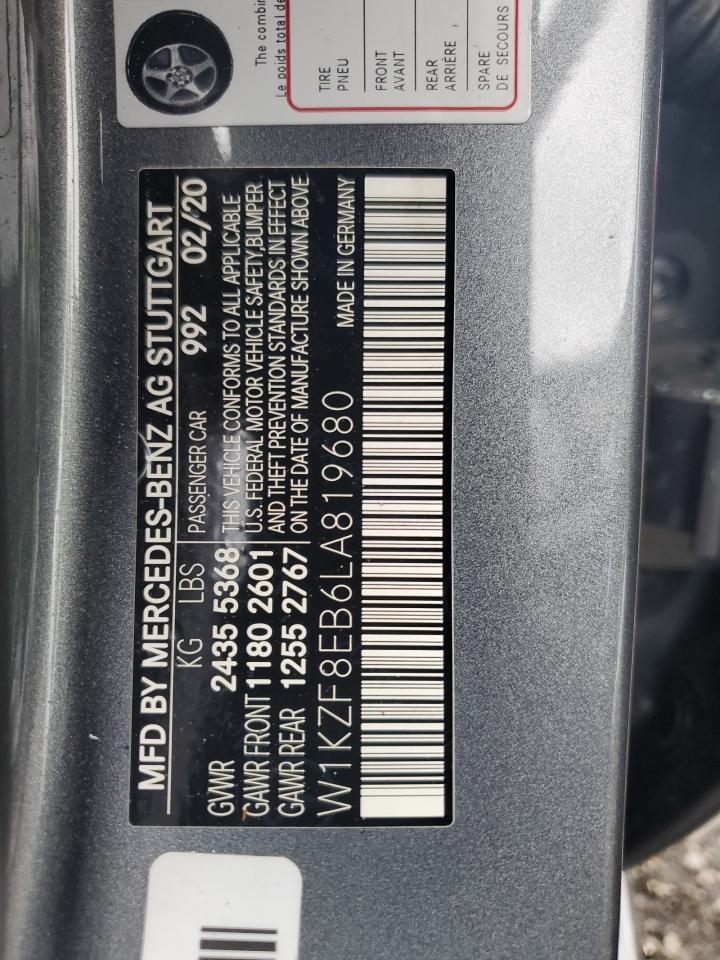 MFD BY MERCEDES-BENZ AG STUTTGART
KG LBS PASSENGER CAR 992 02/20
GVWR 2435 5368 THIS VEHICLE CONFORMS TO ALL APPLICABLE
U.S. FEDERAL MOTOR VEHICLE SAFETY,BUMPER
GAWR FRONT 1180 2601 AND THEFT PREVENTION STANDARDS IN EFFECT
GAWR REAR 1255 2767 ON THE DATE OF MANUFACTURE SHOWN ABOVE
W1KZF8EB6LA819680 MADE IN GERMANY
The combin
Le poids total de
TIRE
PNEU
FRONT
AVANT
REAR
ARRIÈRE
SPARE
DE SECOURS